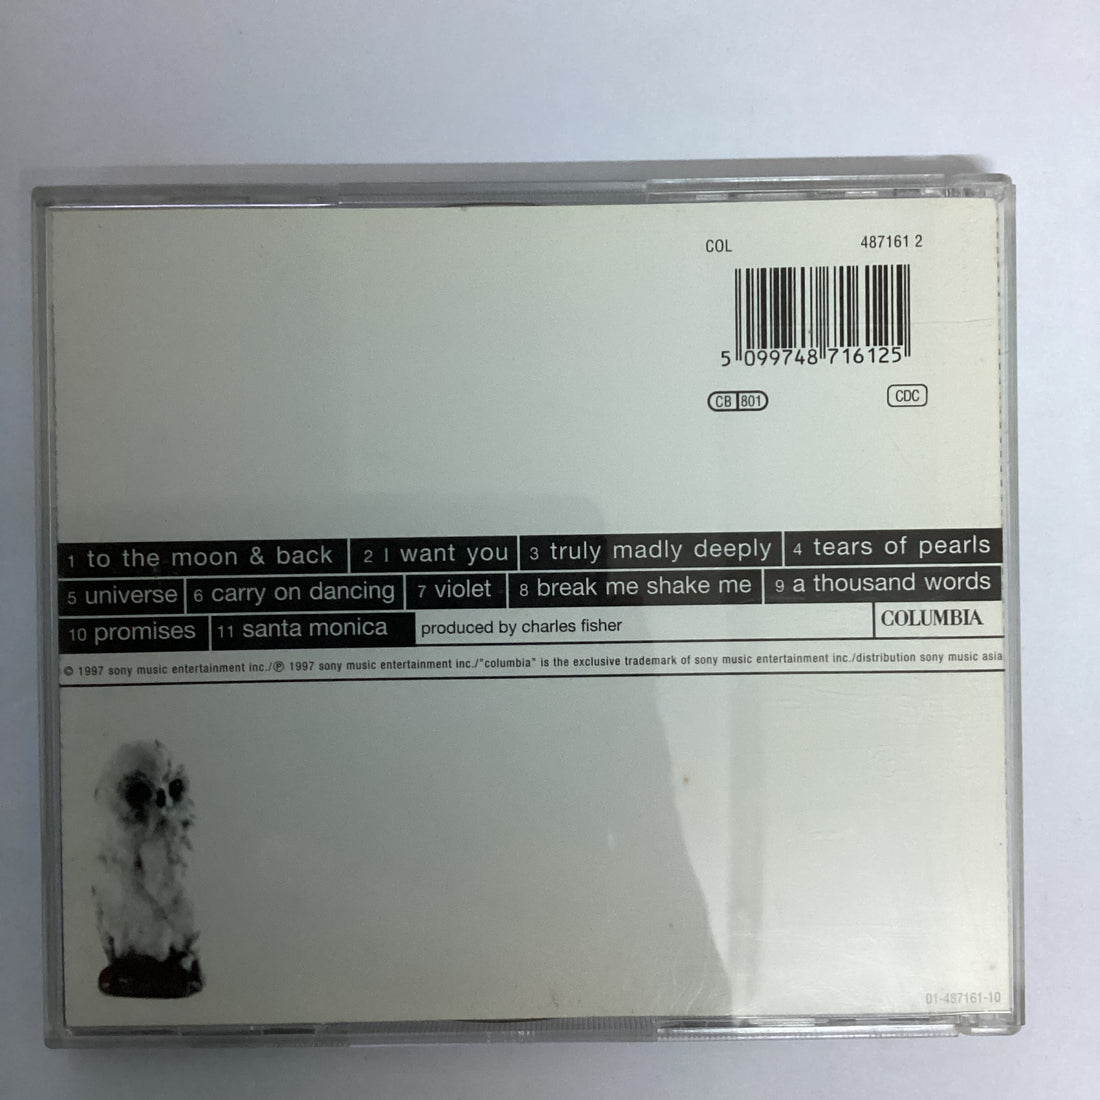 COL 487161 2
5 099748 716125
CB 801 CDC
1 to the moon & back 2 I want you 3 truly madly deeply 4 tears of pearls
5 universe 6 carry on dancing 7 violet 8 break me shake me 9 a thousand words
10 promises 11 santa monica produced by charles fisher COLUMBIA
© 1997 sony music entertainment inc./℗ 1997 sony music entertainment inc./"columbia" is the exclusive trademark of sony music entertainment inc./distribution sony music asia
01-487161-10